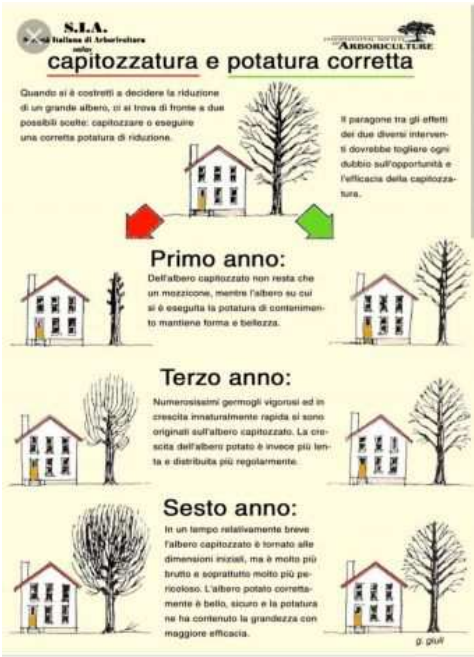 S.I.A.
Società Italiana di Arboricoltura
onlus
INTERNATIONAL SOCIETY
ARBORICULTURE
capitozzatura e potatura corretta
Quando si è costretti a decidere la riduzione
di un grande albero, ci si trova di fronte a due
possibili scelte: capitozzare o eseguire
una corretta potatura di riduzione.
Il paragone tra gli effetti
dei due diversi interven-
ti dovrebbe togliere ogni
dubbio sull'opportunità e
l'efficacia della capitozza-
tura.
Primo anno:
Dell'albero capitozzato non resta che
un mozzicone, mentre l'albero su cui
si è eseguita la potatura di contenimen-
to mantiene forma e bellezza.
Terzo anno:
Numerosissimi germogli vigorosi ed in
crescita innaturalmente rapida si sono
originati sull'albero capitozzato. La cre-
scita dell'albero potato è invece più len-
ta e distribuita più regolarmente.
Sesto anno:
In un tempo relativamente breve
l'albero capitozzato è tornato alle
dimensioni iniziali, ma è molto più
brutto e soprattutto molto più pe-
ricoloso. L'albero potato corretta-
mente è bello, sicuro e la potatura
ne ha contenuto la grandezza con
maggiore efficacia.
g. giuli